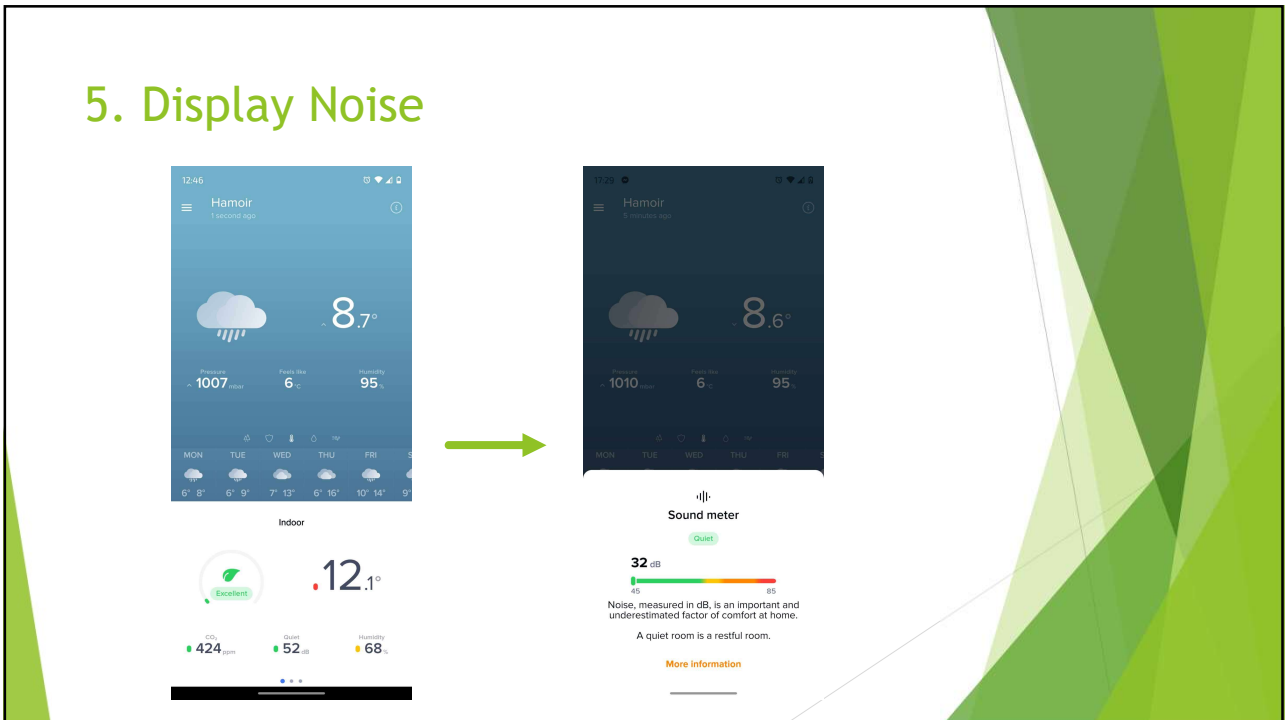 5. Display Noise
12:46
Hamoir
1 second ago
8.7°
Pressure Feels like Humidity
1007 mbar 6 °C 95 %
MON TUE WED THU FRI S
6° 8° 6° 9° 7° 13° 6° 16° 10° 14° 9°
Indoor
Excellent
12.1°
CO₂ Quiet Humidity
424 ppm 52 dB 68 %
17:29
Hamoir
5 minutes ago
8.6°
Pressure Feels like Humidity
1010 mbar 6 °C 95 %
MON TUE WED THU FRI S
Sound meter
Quiet
32 dB
45 85
Noise, measured in dB, is an important and
underestimated factor of comfort at home.
A quiet room is a restful room.
More information